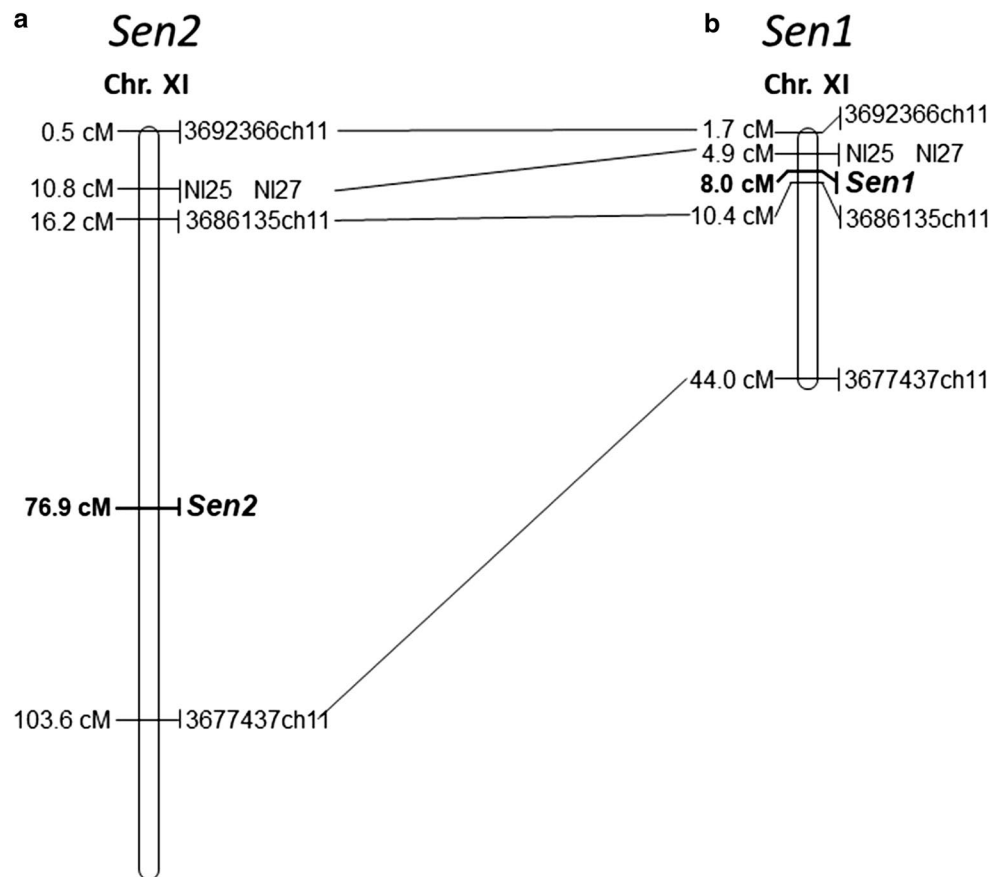 a
Sen2
Chr. XI
0.5 cM 3692366ch11
10.8 cM NI25 NI27
16.2 cM 3686135ch11
76.9 cM Sen2
103.6 cM 3677437ch11
b
Sen1
Chr. XI
1.7 cM 3692366ch11
4.9 cM NI25 NI27
8.0 cM Sen1
10.4 cM 3686135ch11
44.0 cM 3677437ch11